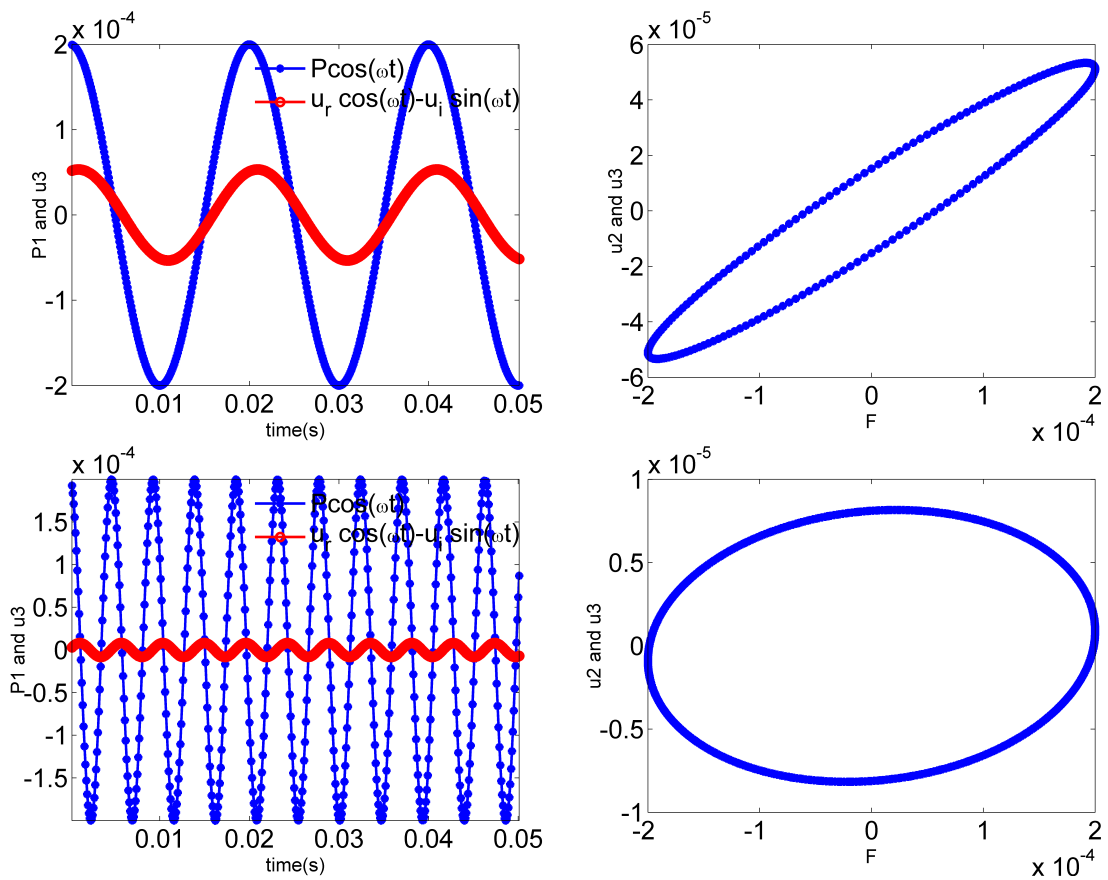 x 10⁻⁴
2
1
0
-1
-2
P1 and u3
Pcos(ωt)
u_r cos(ωt)-u_i sin(ωt)
0.01 0.02 0.03 0.04 0.05
time(s)
x 10⁻⁵
6
4
2
0
-2
-4
-6
u2 and u3
-2 -1 0 1 2
F
x 10⁻⁴
x 10⁻⁴
1.5
1
0.5
0
-0.5
-1
-1.5
P1 and u3
Pcos(ωt)
u_r cos(ωt)-u_i sin(ωt)
0.01 0.02 0.03 0.04 0.05
time(s)
x 10⁻⁵
1
0.5
0
-0.5
-1
u2 and u3
-2 -1 0 1 2
F
x 10⁻⁴